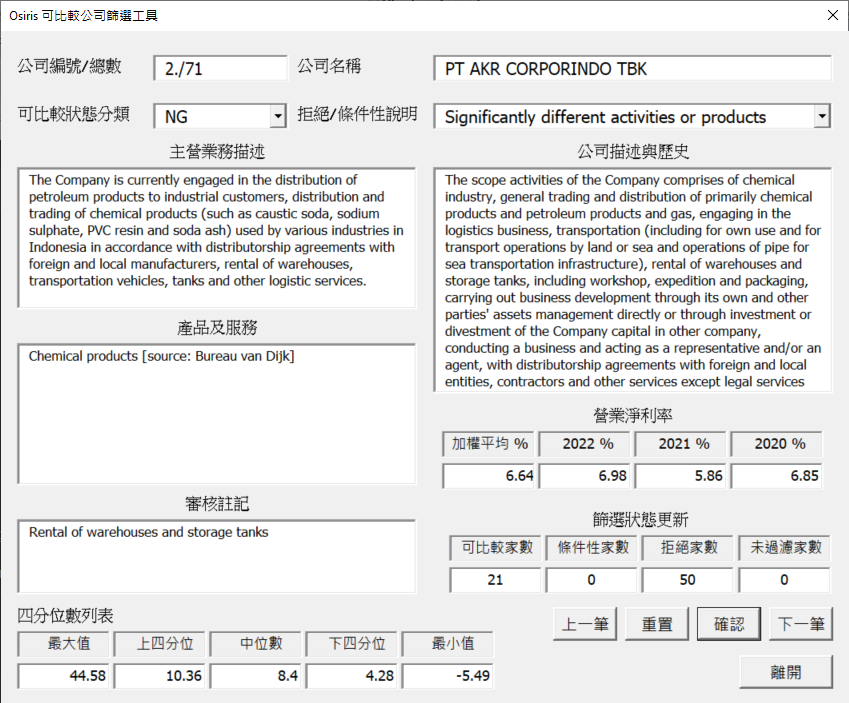 Osiris 可比較公司篩選工具
公司編號/總數
2./71
公司名稱
PT AKR CORPORINDO TBK
可比較狀態分類
NG
拒絕/條件性說明
Significantly different activities or products
主營業務描述
The Company is currently engaged in the distribution of
petroleum products to industrial customers, distribution and
trading of chemical products (such as caustic soda, sodium
sulphate, PVC resin and soda ash) used by various industries in
Indonesia in accordance with distributorship agreements with
foreign and local manufacturers, rental of warehouses,
transportation vehicles, tanks and other logistic services.
公司描述與歷史
The scope activities of the Company comprises of chemical
industry, general trading and distribution of primarily chemical
products and petroleum products and gas, engaging in the
logistics business, transportation (including for own use and for
transport operations by land or sea and operations of pipe for
sea transportation infrastructure), rental of warehouses and
storage tanks, including workshop, expedition and packaging,
carrying out business development through its own and other
parties' assets management directly or through investment or
divestment of the Company capital in other company,
conducting a business and acting as a representative and/or an
agent, with distributorship agreements with foreign and local
entities, contractors and other services except legal services
產品及服務
Chemical products [source: Bureau van Dijk]
營業淨利率
加權平均 % 2022 % 2021 % 2020 %
6.64 6.98 5.86 6.85
審核註記
Rental of warehouses and storage tanks
篩選狀態更新
可比較家數 條件性家數 拒絕家數 未過濾家數
21 0 50 0
四分位數列表
最大值 上四分位 中位數 下四分位 最小值
44.58 10.36 8.4 4.28 -5.49
上一筆 重置 確認 下一筆
離開